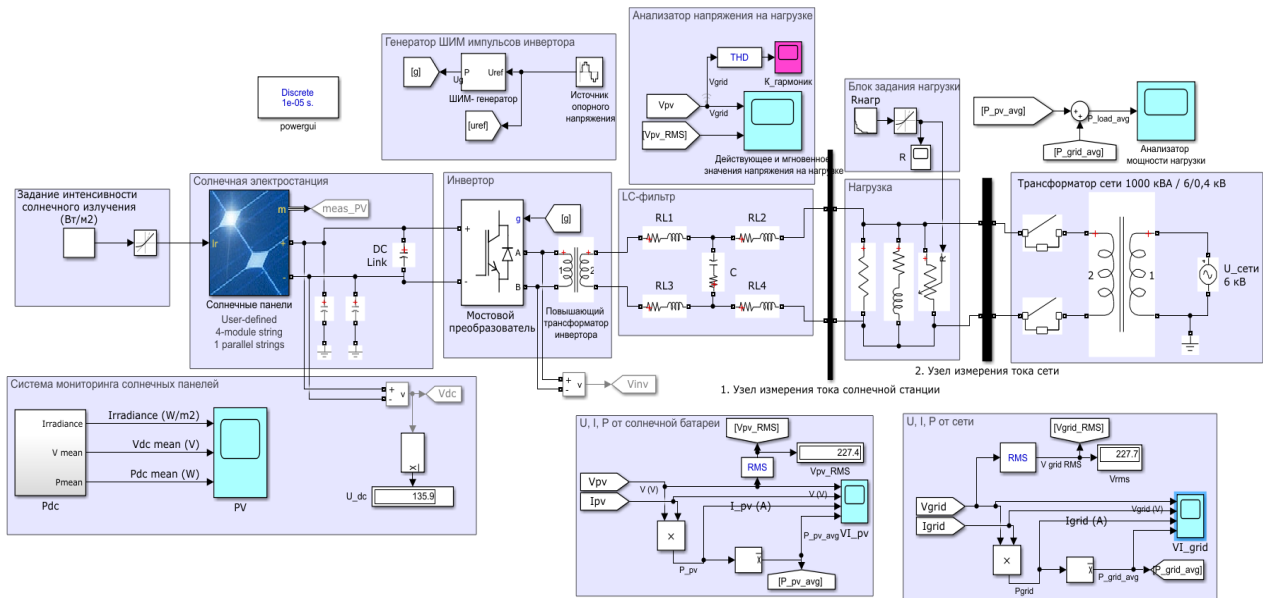 Генератор ШИМ импульсов инвертора
[g]
P
Uref
Ug
ШИМ- генератор
Источник
опорного
напряжения
[uref]
Discrete
1e-05 s.
powergui
Анализатор напряжения на нагрузке
THD
К_гармоник
Vgrid
Vpv
Vgrid
[Vpv_RMS]
Действующее и мгновенное
значения напряжения на нагрузке
Блок задания нагрузки
Rнагр
R
[P_pv_avg]
+
+
P_load_avg
[P_grid_avg]
Анализатор
мощности нагрузки
Задание интенсивности
солнечного излучения
(Вт/м2)
Солнечная электростанция
Ir
m
+
-
meas_PV
DC
Link
Солнечные панели
User-defined
4-module string
1 parallel strings
Инвертор
g
[g]
+
-
A
B
1
2
Мостовой
преобразователь
Повышающий
трансформатор
инвертора
+
-
v
Vinv
LC-фильтр
RL1
RL2
C
RL3
RL4
Нагрузка
R
1. Узел измерения тока солнечной станции
2. Узел измерения тока сети
Трансформатор сети 1000 кВА / 6/0,4 кВ
2
1
U_сети
6 кВ
Система мониторинга солнечных панелей
Irradiance
V mean
Pmean
Pdc
Irradiance (W/m2)
Vdc mean (V)
Pdc mean (W)
PV
+
-
v
Vdc
U_dc
135.9
U, I, P от солнечной батареи
[Vpv_RMS]
RMS
227.4
Vpv_RMS
Vpv
Ipv
V (V)
V (V)
I_pv (A)
×
P_pv
P_pv_avg
VI_pv
[P_pv_avg]
U, I, P от сети
[Vgrid_RMS]
RMS
V grid RMS
227.7
Vrms
Vgrid
Igrid
Vgrid (V)
Igrid (A)
×
Pgrid
P_grid_avg
VI_grid
[P_grid_avg]